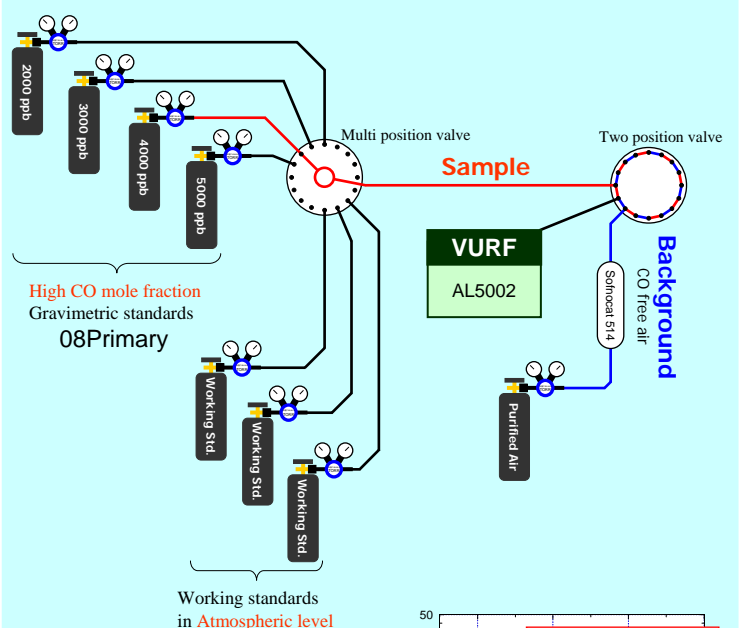 2000 ppb
3000 ppb
4000 ppb
5000 ppb
Multi position valve
Two position valve
Sample
VURF
AL5002
Background
CO free air
Sofnocat 514
High CO mole fraction
Gravimetric standards
08Primary
Working Std.
Working Std.
Working Std.
Purified Air
Working standards
in Atmospheric level
50